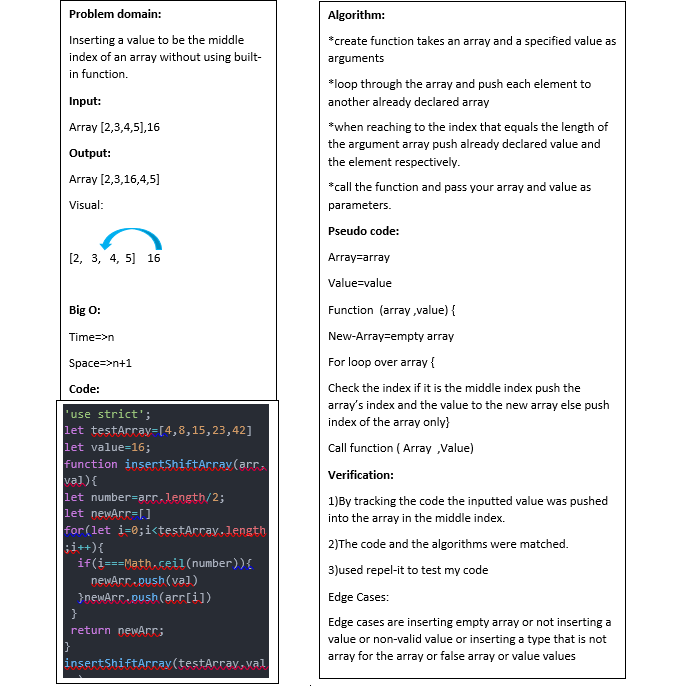 Problem domain:
Inserting a value to be the middle
index of an array without using built-
in function.
Input:
Array [2,3,4,5],16
Output:
Array [2,3,16,4,5]
Visual:
[2, 3, 4, 5] 16
Big O:
Time=>n
Space=>n+1
Code:
'use strict';
let testArray=[4,8,15,23,42]
let value=16;
function insertShiftArray(arr,
val){
let number=arr.length/2;
let newArr=[]
for(let i=0;i<testArray.length
;i++){
if(i===Math.ceil(number)){
newArr.push(val)
}newArr.push(arr[i])
}
return newArr;
}
insertShiftArray(testArray,val
Algorithm:
*create function takes an array and a specified value as
arguments
*loop through the array and push each element to
another already declared array
*when reaching to the index that equals the length of
the argument array push already declared value and
the element respectively.
*call the function and pass your array and value as
parameters.
Pseudo code:
Array=array
Value=value
Function (array ,value) {
New-Array=empty array
For loop over array {
Check the index if it is the middle index push the
array’s index and the value to the new array else push
index of the array only}
Call function ( Array ,Value)
Verification:
1)By tracking the code the inputted value was pushed
into the array in the middle index.
2)The code and the algorithms were matched.
3)used repel-it to test my code
Edge Cases:
Edge cases are inserting empty array or not inserting a
value or non-valid value or inserting a type that is not
array for the array or false array or value values